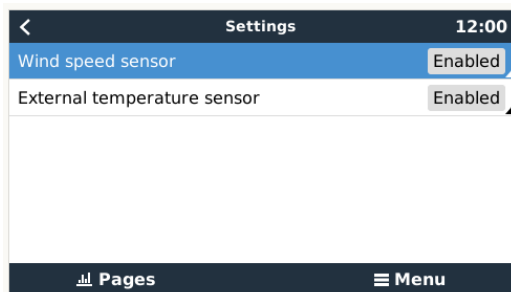 Settings 12:00
Wind speed sensor Enabled
External temperature sensor Enabled
Pages Menu